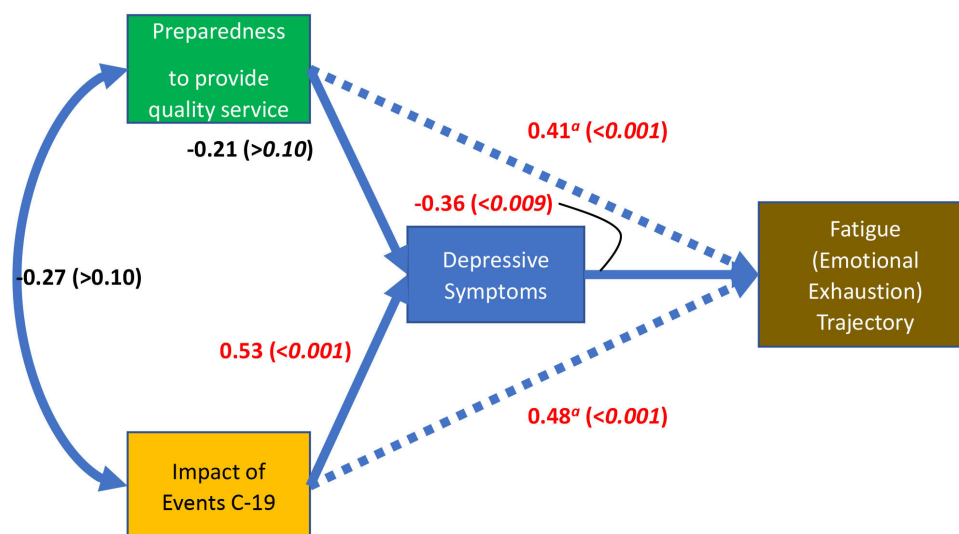 Preparedness
to provide
quality service
-0.21 (>0.10)
0.41ᵃ (<0.001)
-0.36 (<0.009)
Fatigue
(Emotional
Exhaustion)
Trajectory
Depressive
Symptoms
-0.27 (>0.10)
0.53 (<0.001)
0.48ᵃ (<0.001)
Impact of
Events C-19